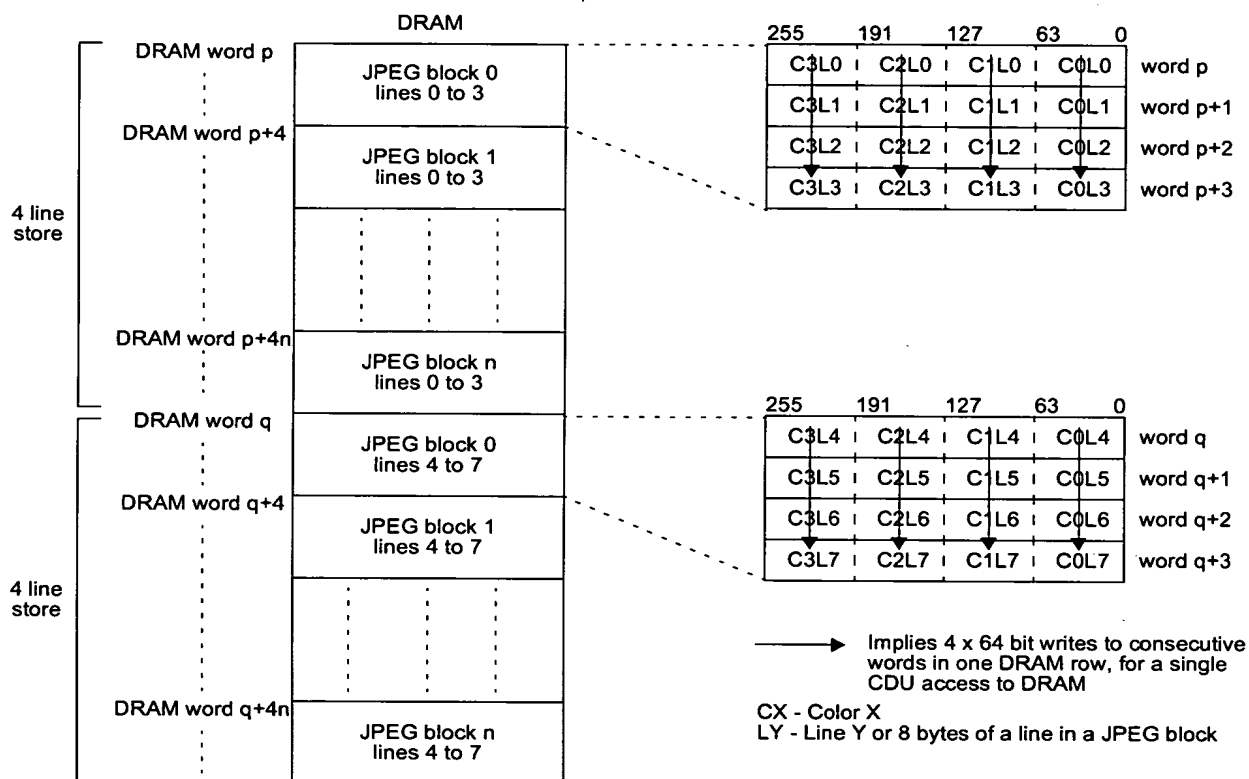 DRAM
DRAM word p
JPEG block 0
lines 0 to 3
DRAM word p+4
JPEG block 1
lines 0 to 3
4 line
store
DRAM word p+4n
JPEG block n
lines 0 to 3
DRAM word q
JPEG block 0
lines 4 to 7
DRAM word q+4
JPEG block 1
lines 4 to 7
4 line
store
DRAM word q+4n
JPEG block n
lines 4 to 7
255 191 127 63 0
C3L0 C2L0 C1L0 C0L0 word p
C3L1 C2L1 C1L1 C0L1 word p+1
C3L2 C2L2 C1L2 C0L2 word p+2
C3L3 C2L3 C1L3 C0L3 word p+3
255 191 127 63 0
C3L4 C2L4 C1L4 C0L4 word q
C3L5 C2L5 C1L5 C0L5 word q+1
C3L6 C2L6 C1L6 C0L6 word q+2
C3L7 C2L7 C1L7 C0L7 word q+3
Implies 4 x 64 bit writes to consecutive
words in one DRAM row, for a single
CDU access to DRAM
CX - Color X
LY - Line Y or 8 bytes of a line in a JPEG block